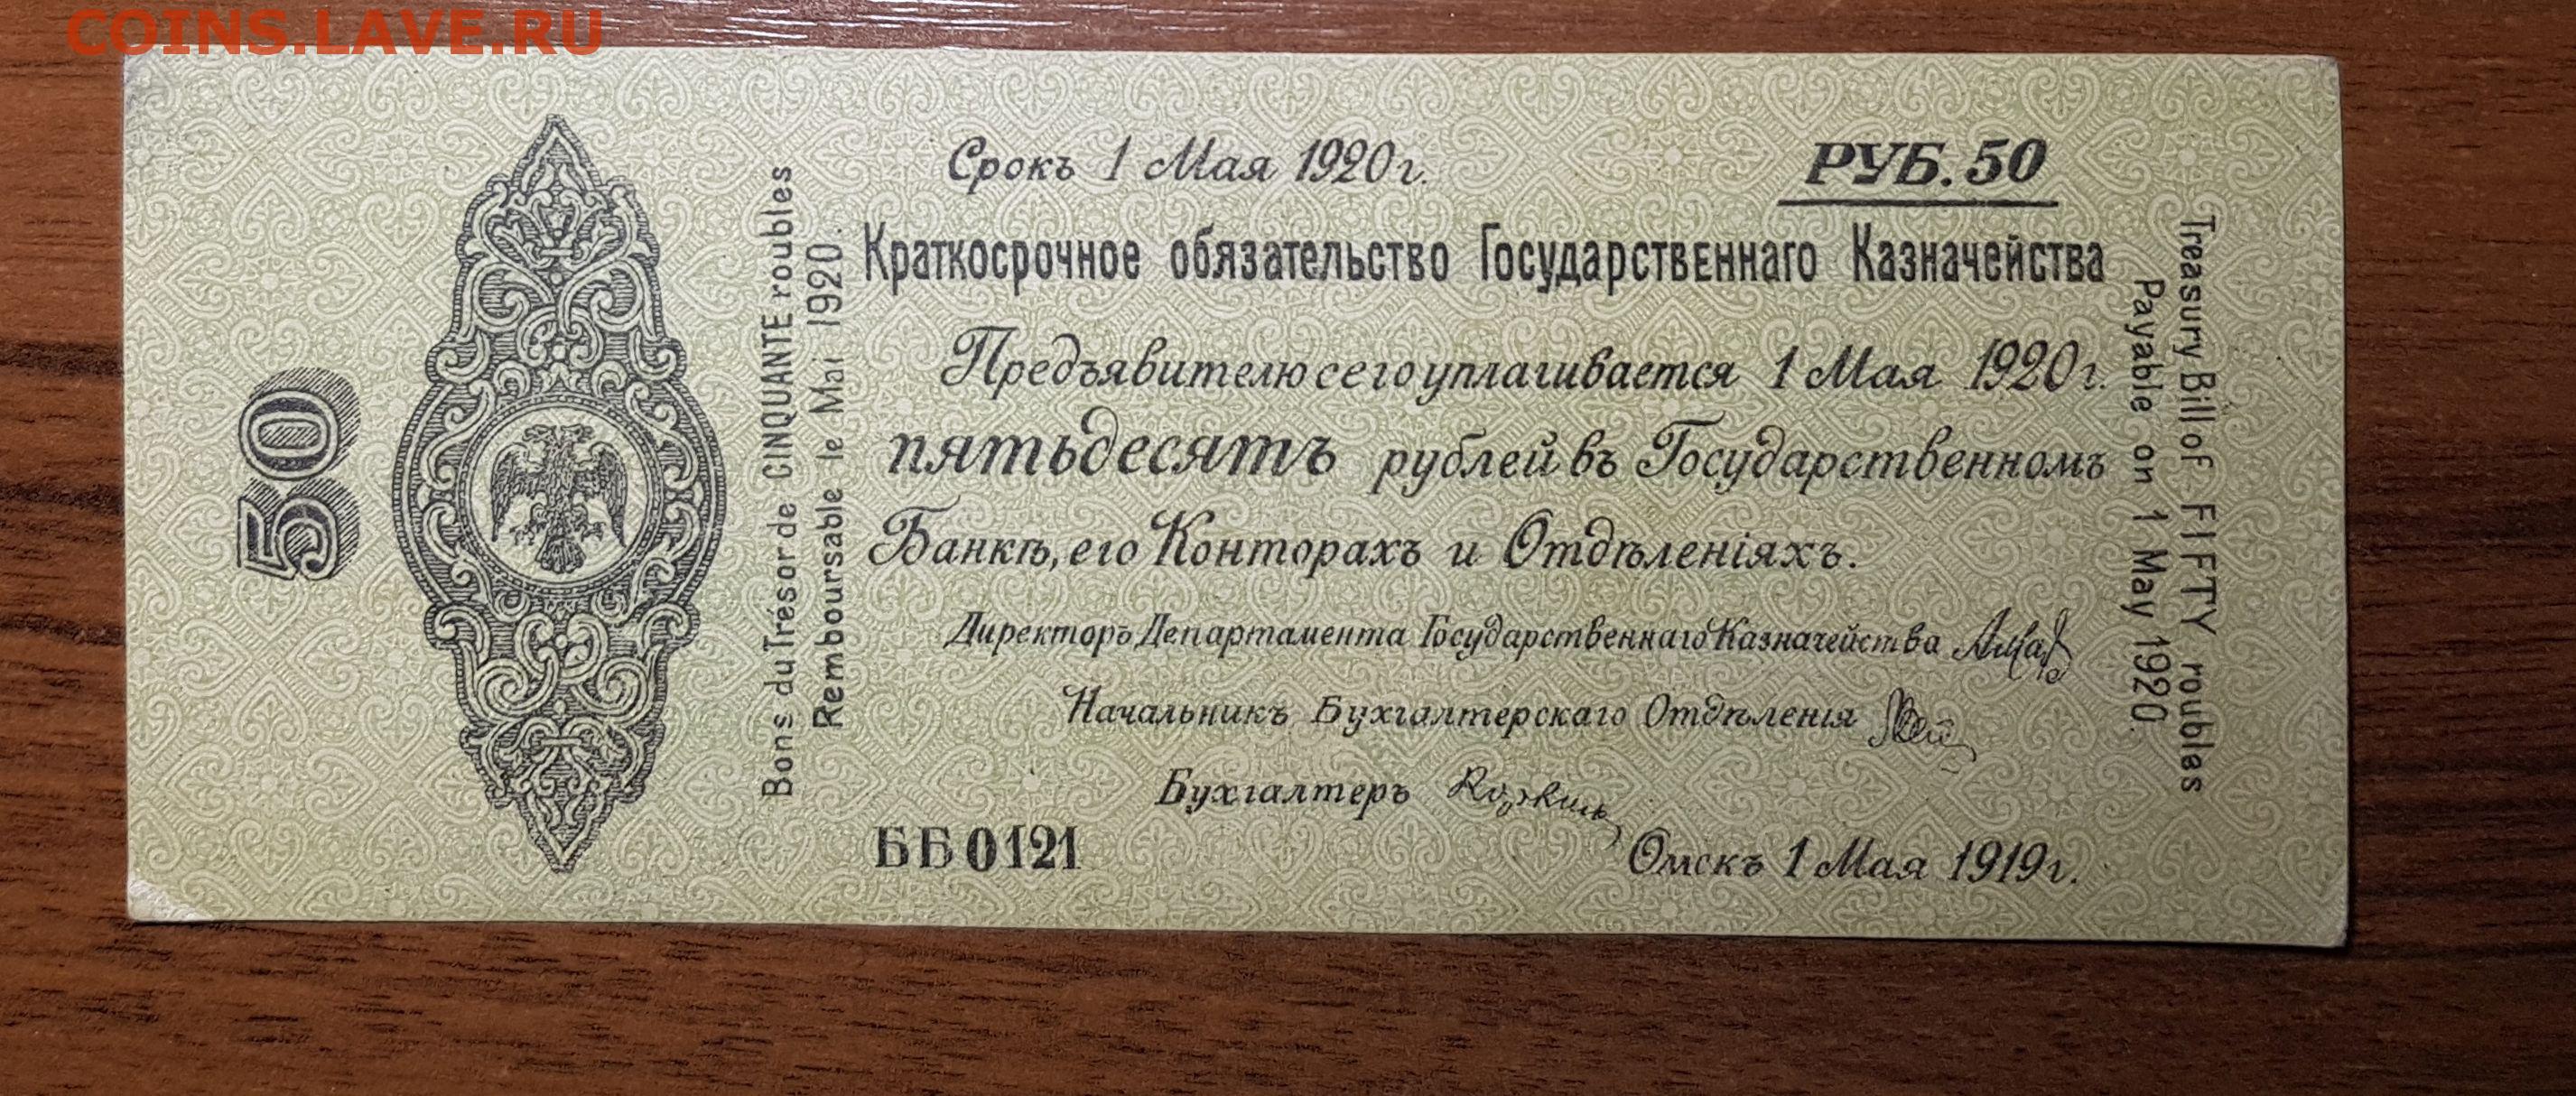 COINS.LAVE.RU
50
Bons du Trésor de CINQUANTE roubles
Remboursable le Mai 1920.
Срокъ 1 Мая 1920 г.
РУБ. 50
Краткосрочное обязательство Государственнаго Казначейства
Предъявителю сего уплачивается 1 Мая 1920 г.
пятьдесятъ рублей въ Государственномъ
Банкѣ, его Конторахъ и Отдѣленіяхъ.
Директоръ Департамента Государственнаго Казначейства
Начальникъ Бухгалтерскаго Отдѣленія
Бухгалтеръ
ББ 0121
Омскъ 1 Мая 1919 г.
Treasury Bill of FIFTY roubles
Payable on 1 May 1920.